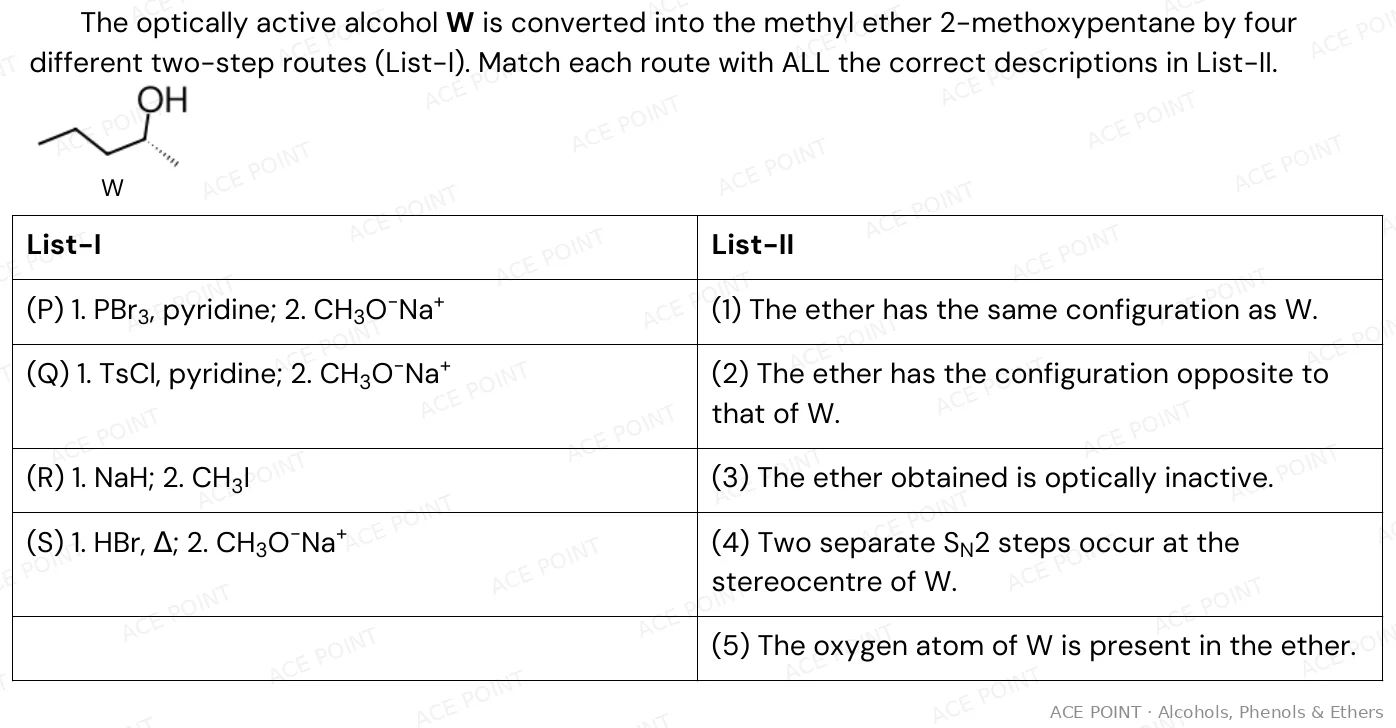 The optically active alcohol W is converted into the methyl ether 2-methoxypentane by four
different two-step routes (List-I). Match each route with ALL the correct descriptions in List-II.
OH
W
List-I
List-II
(P) 1. PBr₃, pyridine; 2. CH₃O⁻Na⁺
(1) The ether has the same configuration as W.
(Q) 1. TsCl, pyridine; 2. CH₃O⁻Na⁺
(2) The ether has the configuration opposite to
that of W.
(R) 1. NaH; 2. CH₃I
(3) The ether obtained is optically inactive.
(S) 1. HBr, Δ; 2. CH₃O⁻Na⁺
(4) Two separate S_N2 steps occur at the
stereocentre of W.
(5) The oxygen atom of W is present in the ether.
ACE POINT · Alcohols, Phenols & Ethers